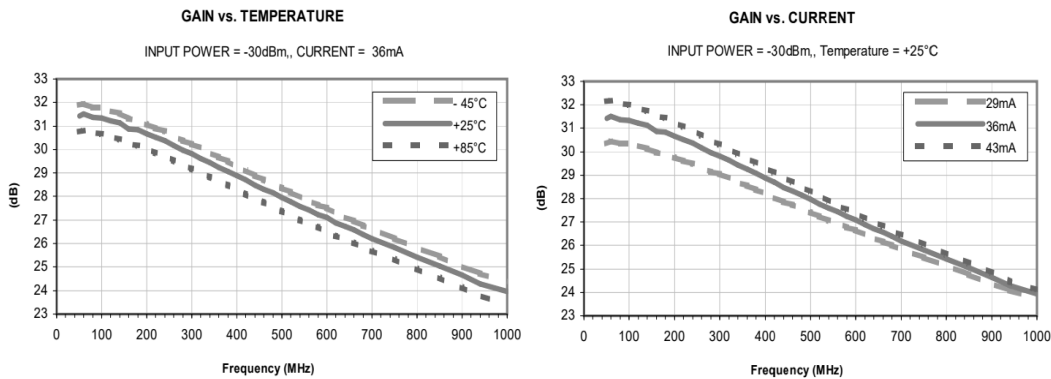 GAIN vs. TEMPERATURE
INPUT POWER = -30dBm,, CURRENT = 36mA
33
32
31
30
29
28
27
26
25
24
23
(dB)
- 45°C
+25°C
+85°C
0 100 200 300 400 500 600 700 800 900 1000
Frequency (MHz)
GAIN vs. CURRENT
INPUT POWER = -30dBm,, Temperature = +25°C
33
32
31
30
29
28
27
26
25
24
23
(dB)
29mA
36mA
43mA
0 100 200 300 400 500 600 700 800 900 1000
Frequency (MHz)